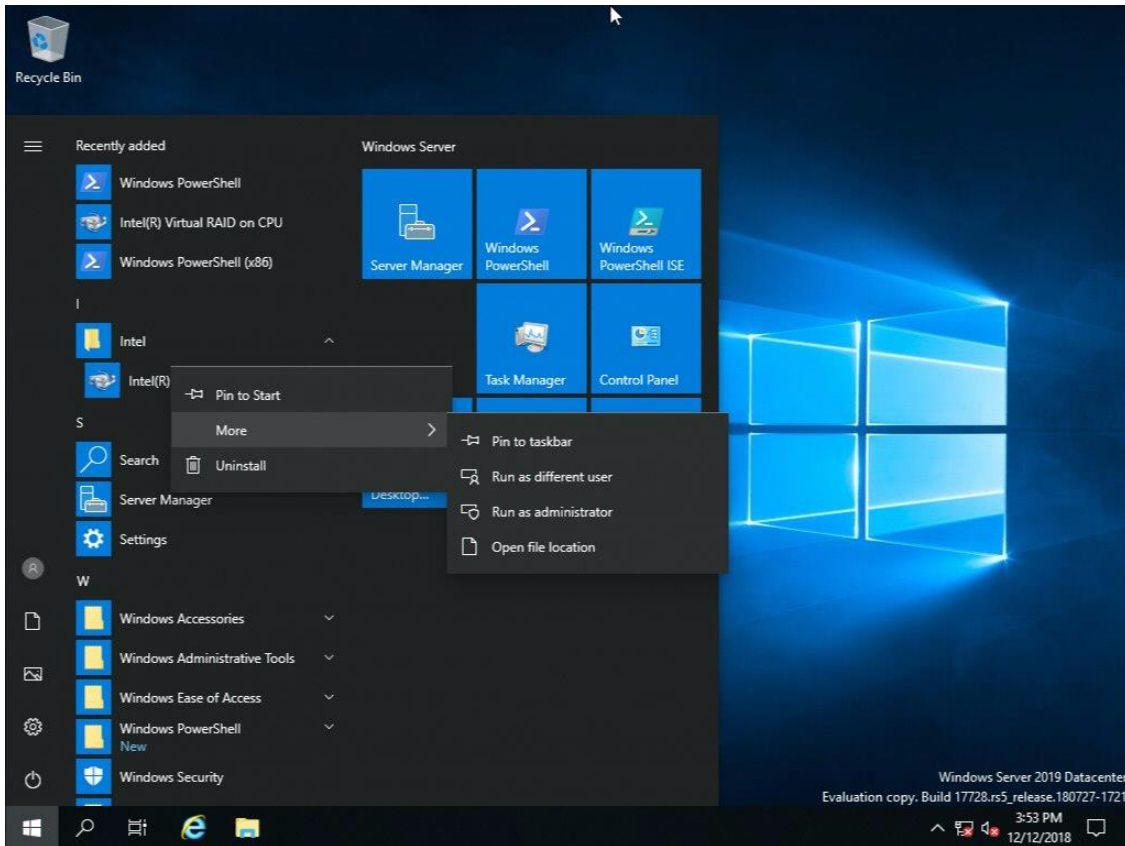 Recycle Bin
Recently added
Windows PowerShell
Intel(R) Virtual RAID on CPU
Windows PowerShell (x86)
I
Intel
Intel(R)
Pin to Start
More
Uninstall
S
Search
Server Manager
Settings
W
Windows Accessories
Windows Administrative Tools
Windows Ease of Access
Windows PowerShell
New
Windows Security
Windows Server
Server Manager
Windows
PowerShell
Windows
PowerShell ISE
Task Manager
Control Panel
Desktop...
Pin to taskbar
Run as different user
Run as administrator
Open file location
Windows Server 2019 Datacenter
Evaluation copy. Build 17728.rs5_release.180727-1721
3:53 PM
12/12/2018